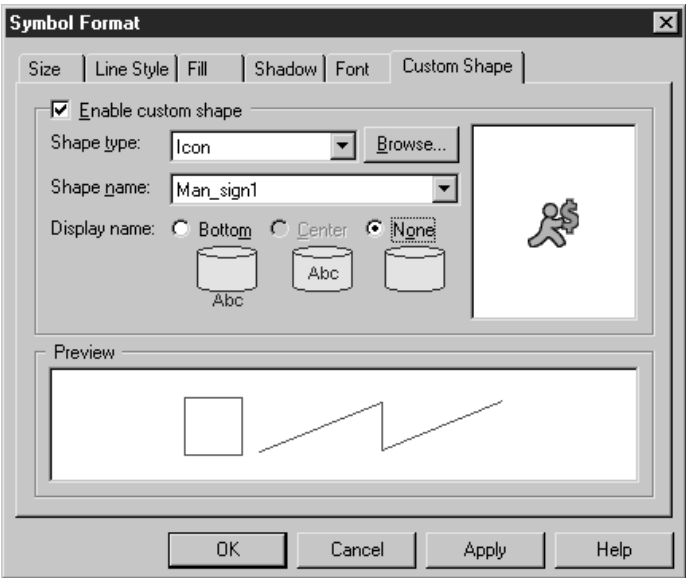 Symbol Format
Size Line Style Fill Shadow Font Custom Shape
Enable custom shape
Shape type: Icon Browse...
Shape name: Man_sign1
Display name: Bottom Center None
Abc
Abc
$
Preview
OK Cancel Apply Help